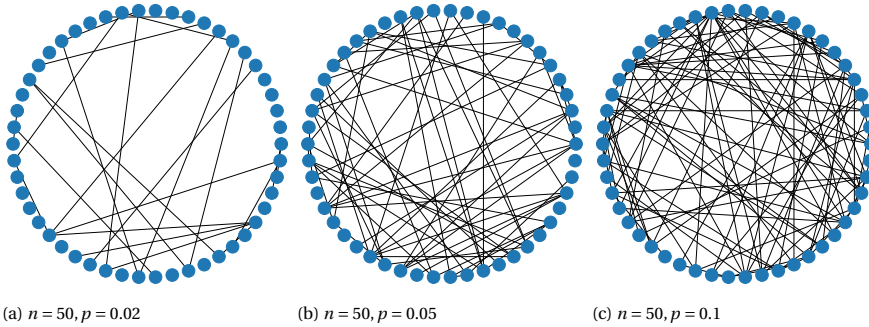 (a) n = 50, p = 0.02
(b) n = 50, p = 0.05
(c) n = 50, p = 0.1